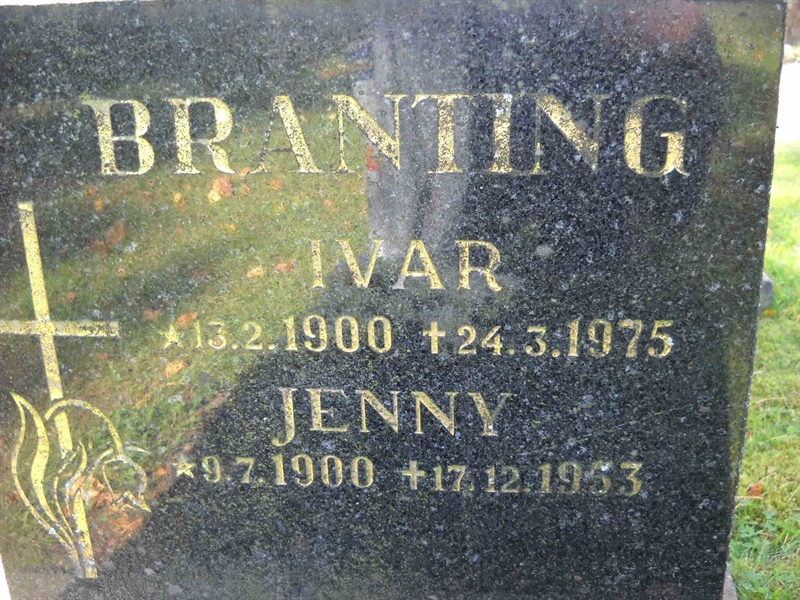 BRANTING
IVAR
★13.2.1900 ✝24.3.1975
JENNY
★9.7.1900 ✝17.12.1953